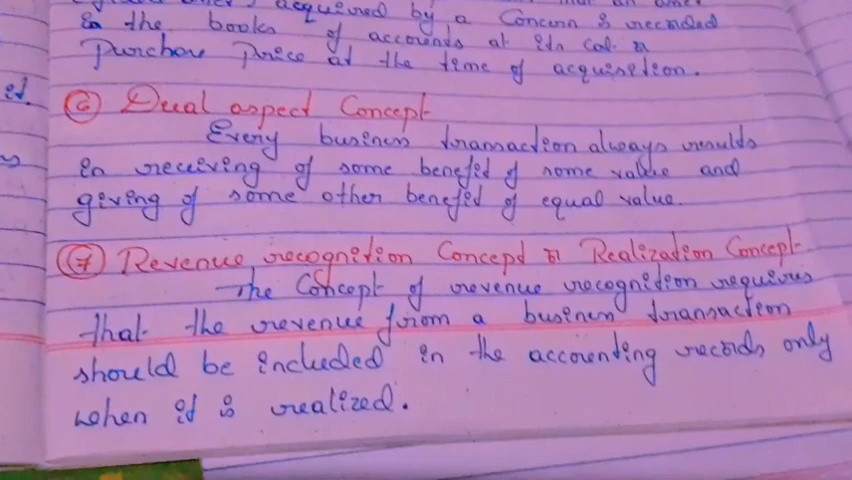 acquired by a Concern is recorded
in the books of accounts at its cost or
Purchase Price at the time of acquisition.
⑥ Dual aspect Concept
Every business transaction always results
in receiving of some benefit of some value and
giving of some other benefit of equal value.
⑦ Revenue recognition Concept or Realization Concept
The Concept of revenue recognition requires
that the revenue from a business transaction
should be included in the accounting records only
when it is realized.